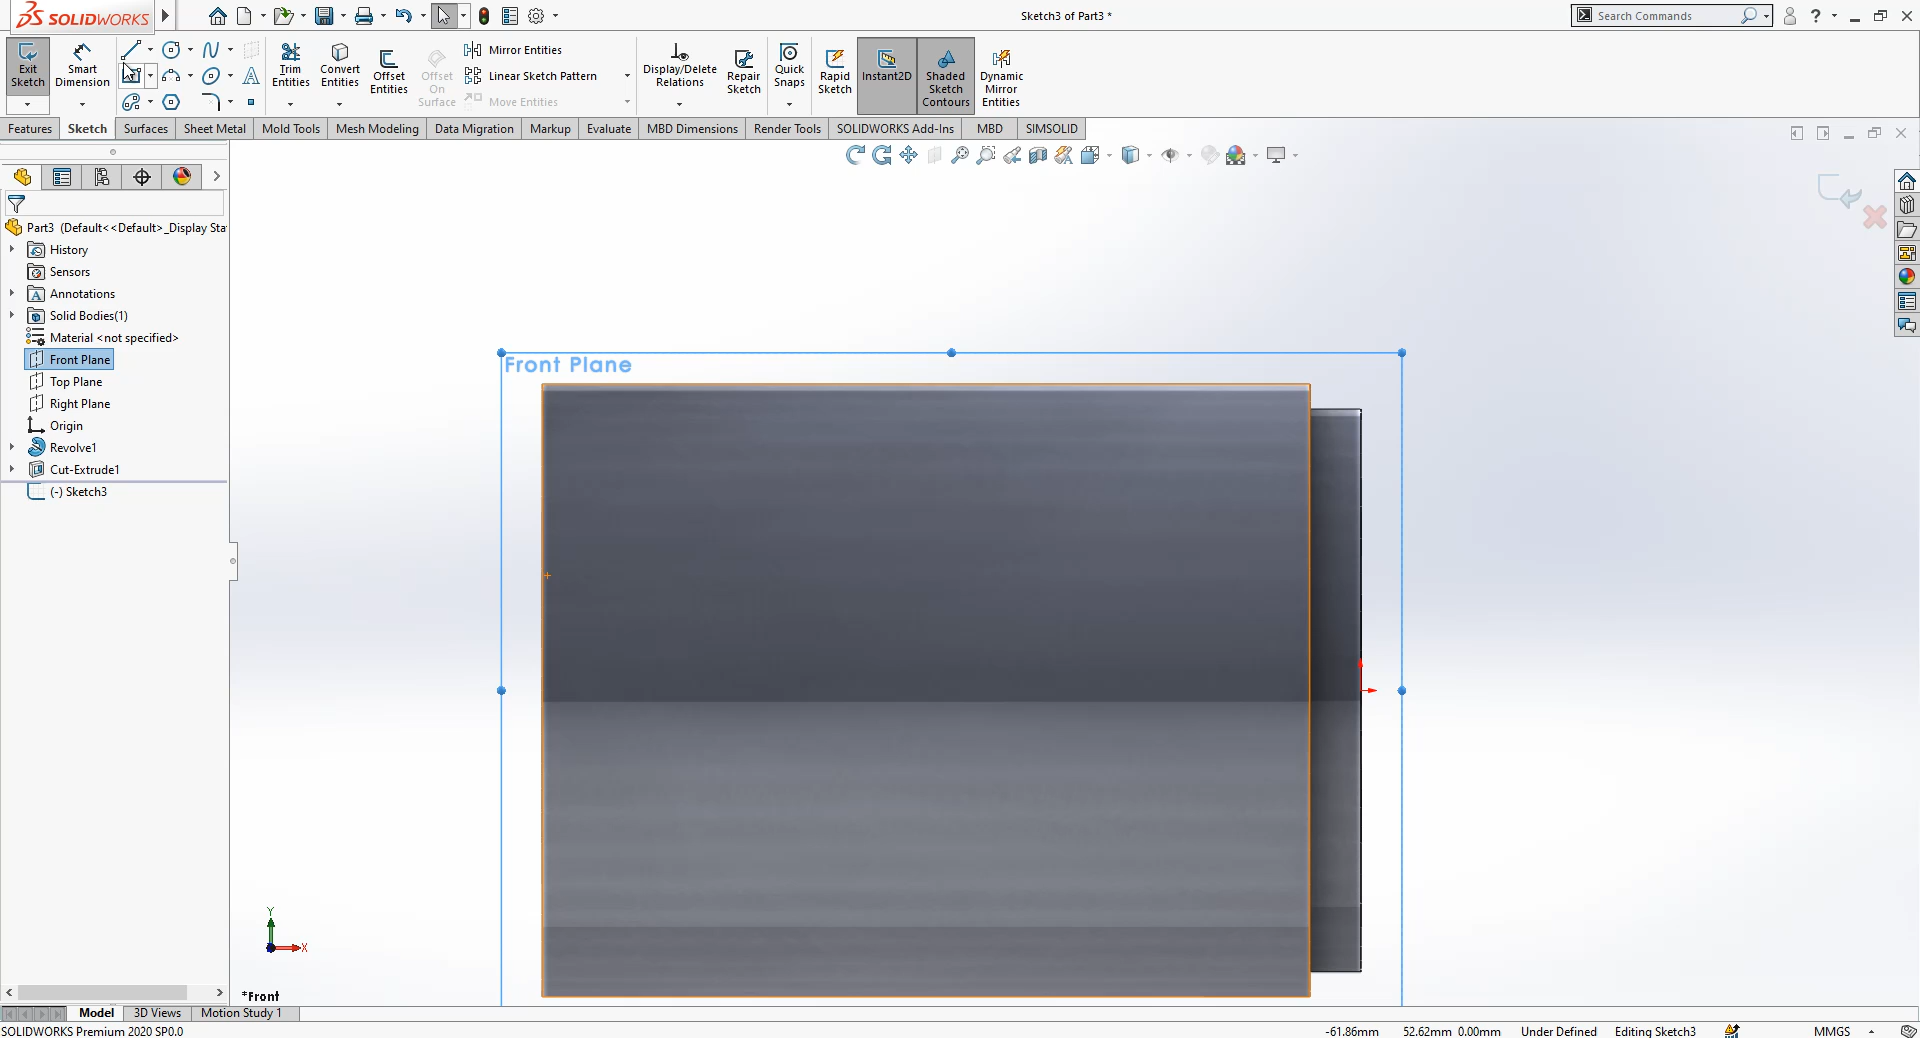 SOLIDWORKS
Sketch3 of Part3 *
Search Commands
?
Exit Sketch
Smart Dimension
Trim Entities
Convert Entities
Offset Entities
Offset On Surface
Mirror Entities
Linear Sketch Pattern
Move Entities
Display/Delete Relations
Repair Sketch
Quick Snaps
Rapid Sketch
Instant2D
Shaded Sketch Contours
Dynamic Mirror Entities
Features
Sketch
Surfaces
Sheet Metal
Mold Tools
Mesh Modeling
Data Migration
Markup
Evaluate
MBD Dimensions
Render Tools
SOLIDWORKS Add-Ins
MBD
SIMSOLID
Part3 (Default<<Default>_Display Sta
History
Sensors
Annotations
Solid Bodies(1)
Material <not specified>
Front Plane
Top Plane
Right Plane
Origin
Revolve1
Cut-Extrude1
(-) Sketch3
Front Plane
Y
X
*Front
Model
3D Views
Motion Study 1
SOLIDWORKS Premium 2020 SP0.0
-61.86mm
52.62mm 0.00mm
Under Defined
Editing Sketch3
MMGS